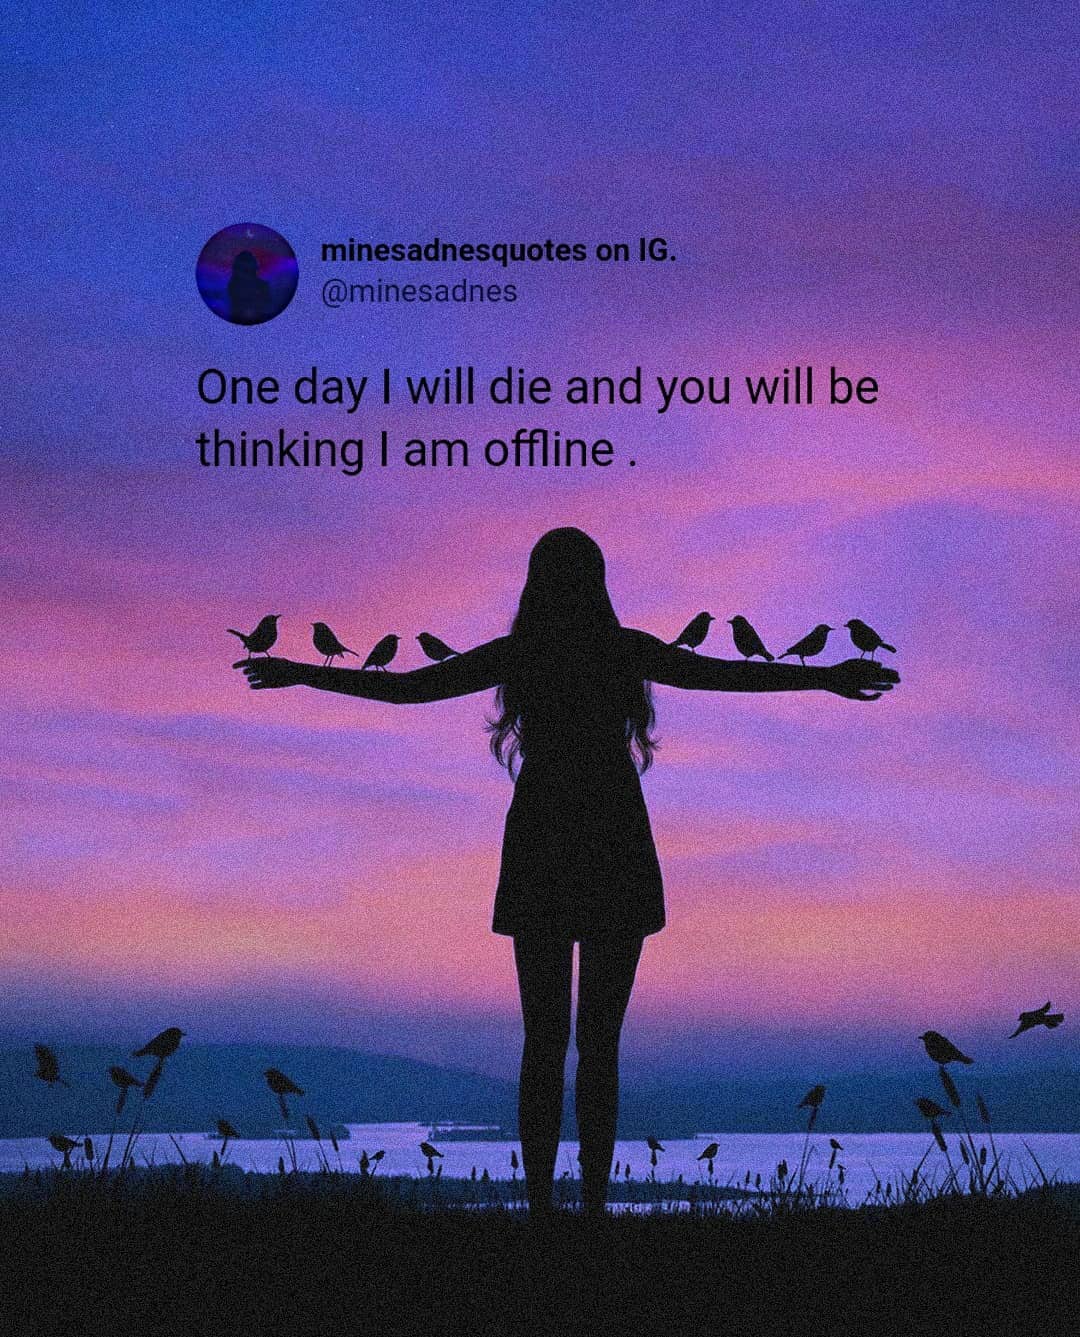 minesadnesquotes on IG.
@minesadnes
One day I will die and you will be
thinking I am offline .